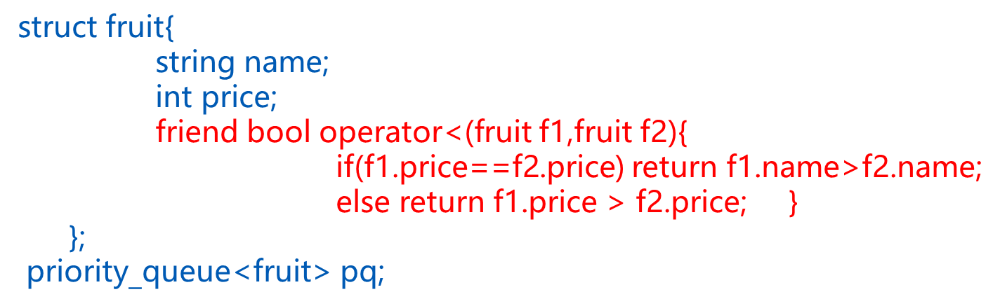 struct fruit{
string name;
int price;
friend bool operator<(fruit f1,fruit f2){
if(f1.price==f2.price) return f1.name>f2.name;
else return f1.price > f2.price; }
};
priority_queue<fruit> pq;